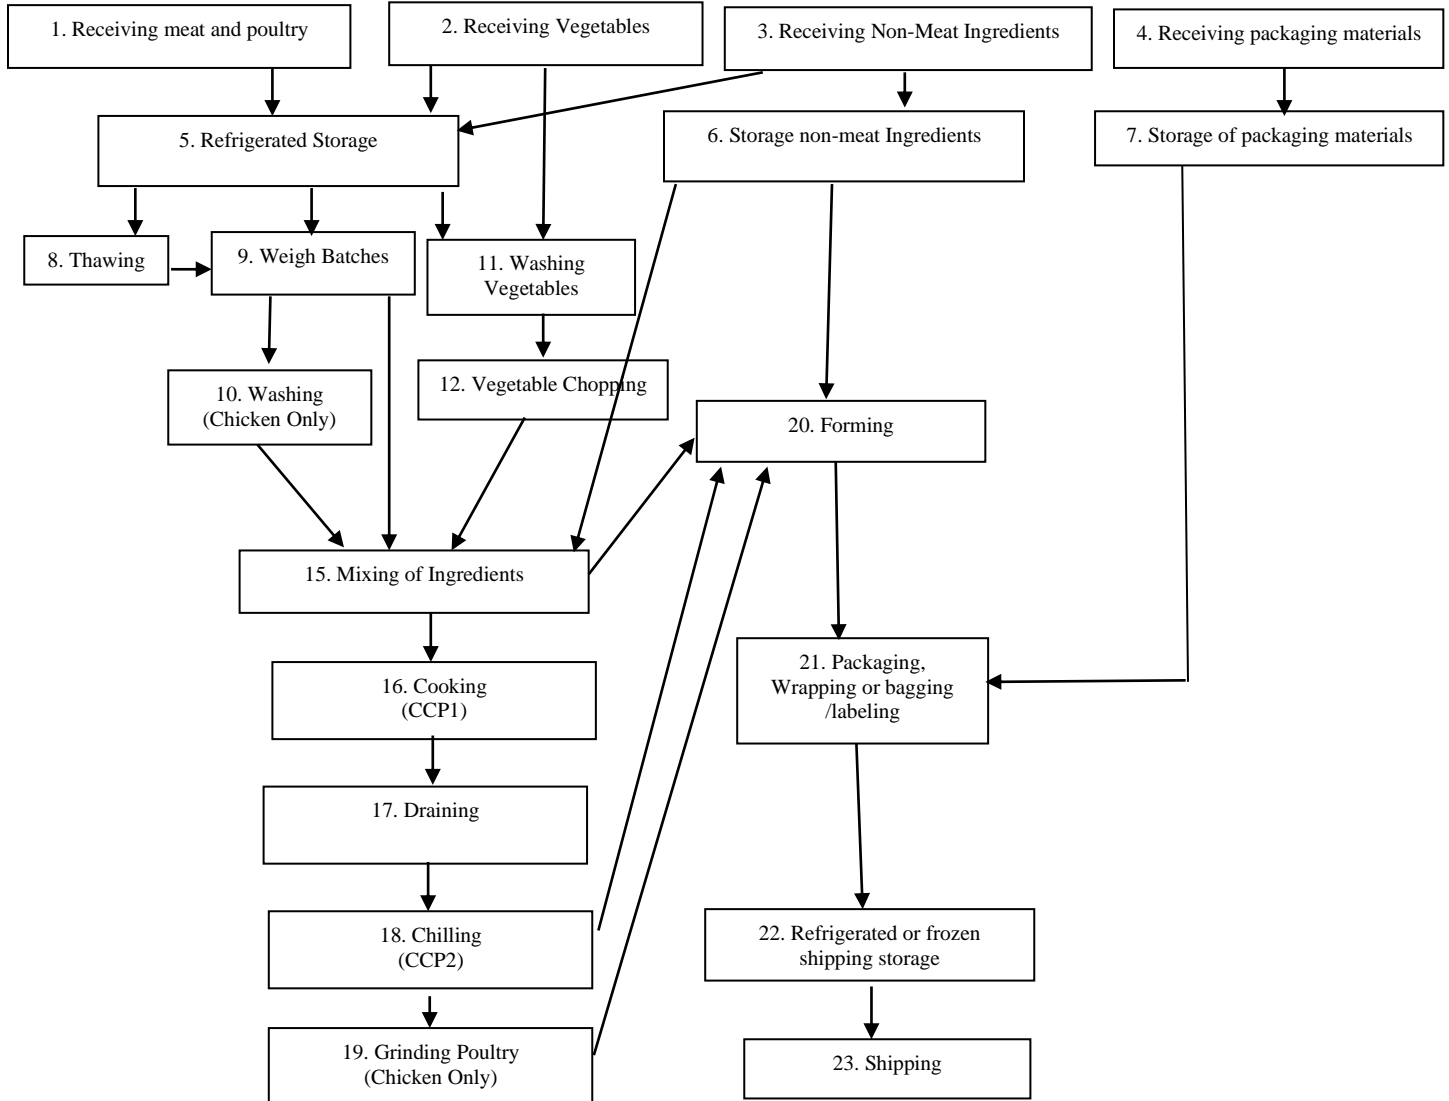 1. Receiving meat and poultry
2. Receiving Vegetables
3. Receiving Non-Meat Ingredients
4. Receiving packaging materials
5. Refrigerated Storage
6. Storage non-meat Ingredients
7. Storage of packaging materials
8. Thawing
9. Weigh Batches
11. Washing
Vegetables
10. Washing
(Chicken Only)
12. Vegetable Chopping
20. Forming
15. Mixing of Ingredients
16. Cooking
(CCP1)
21. Packaging,
Wrapping or bagging
/labeling
17. Draining
18. Chilling
(CCP2)
22. Refrigerated or frozen
shipping storage
19. Grinding Poultry
(Chicken Only)
23. Shipping